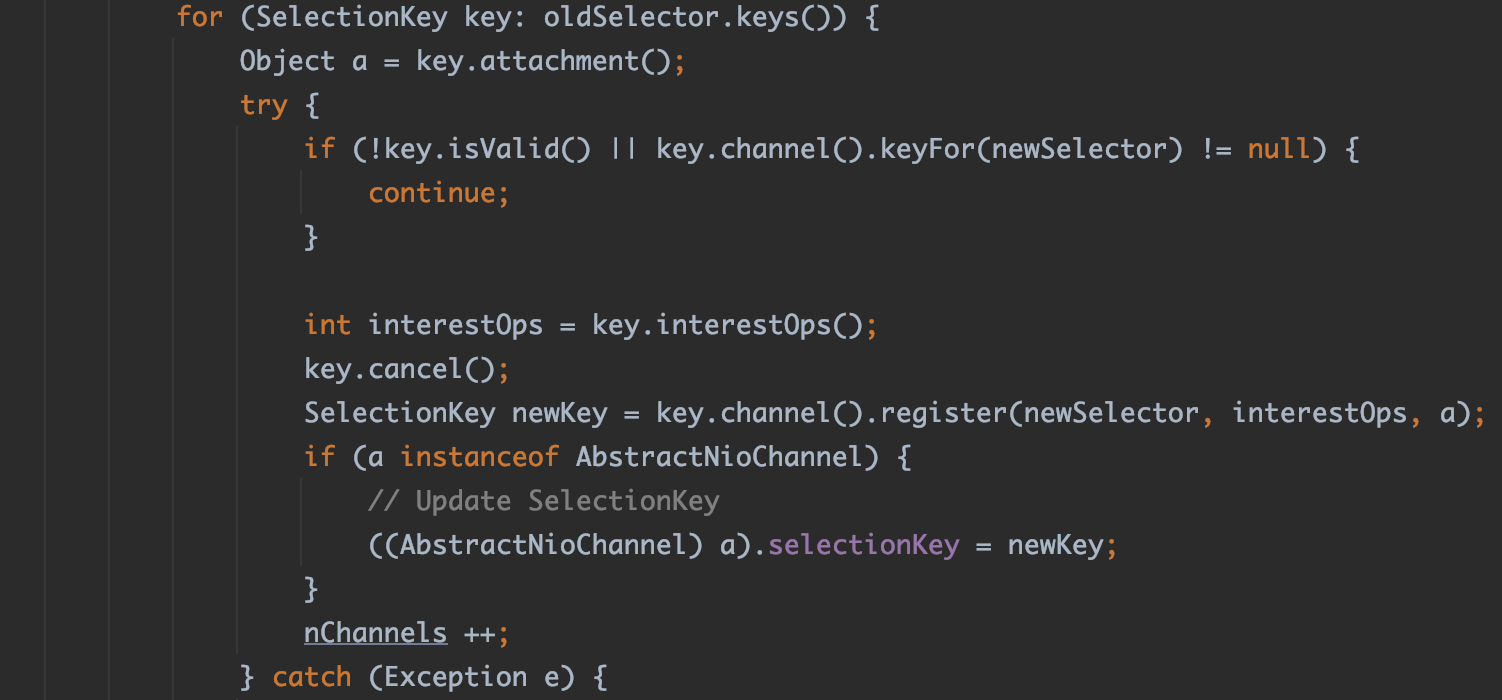 for (SelectionKey key: oldSelector.keys()) {
Object a = key.attachment();
try {
if (!key.isValid() || key.channel().keyFor(newSelector) != null) {
continue;
}
int interestOps = key.interestOps();
key.cancel();
SelectionKey newKey = key.channel().register(newSelector, interestOps, a);
if (a instanceof AbstractNioChannel) {
// Update SelectionKey
((AbstractNioChannel) a).selectionKey = newKey;
}
nChannels ++;
} catch (Exception e) {